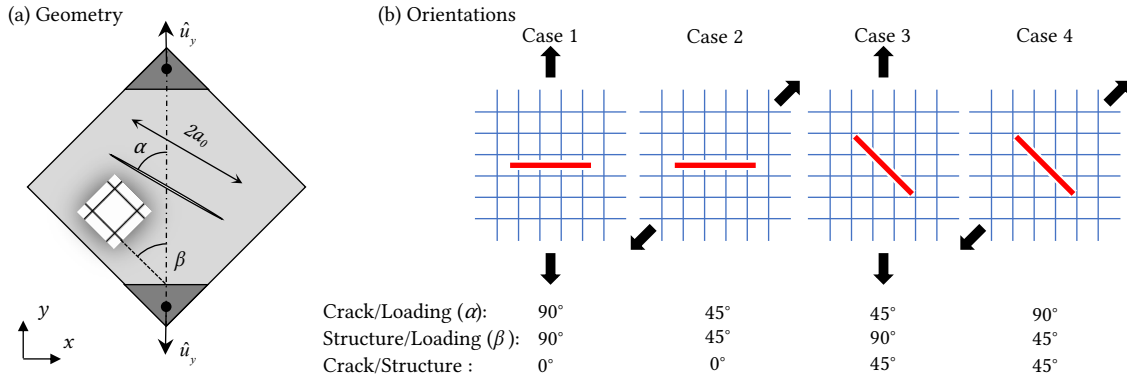 (a) Geometry
û_y
2a_0
α
β
y
x
û_y
(b) Orientations
Case 1 Case 2 Case 3 Case 4
Crack/Loading (α): 90° 45° 45° 90°
Structure/Loading (β): 90° 45° 90° 45°
Crack/Structure : 0° 0° 45° 45°